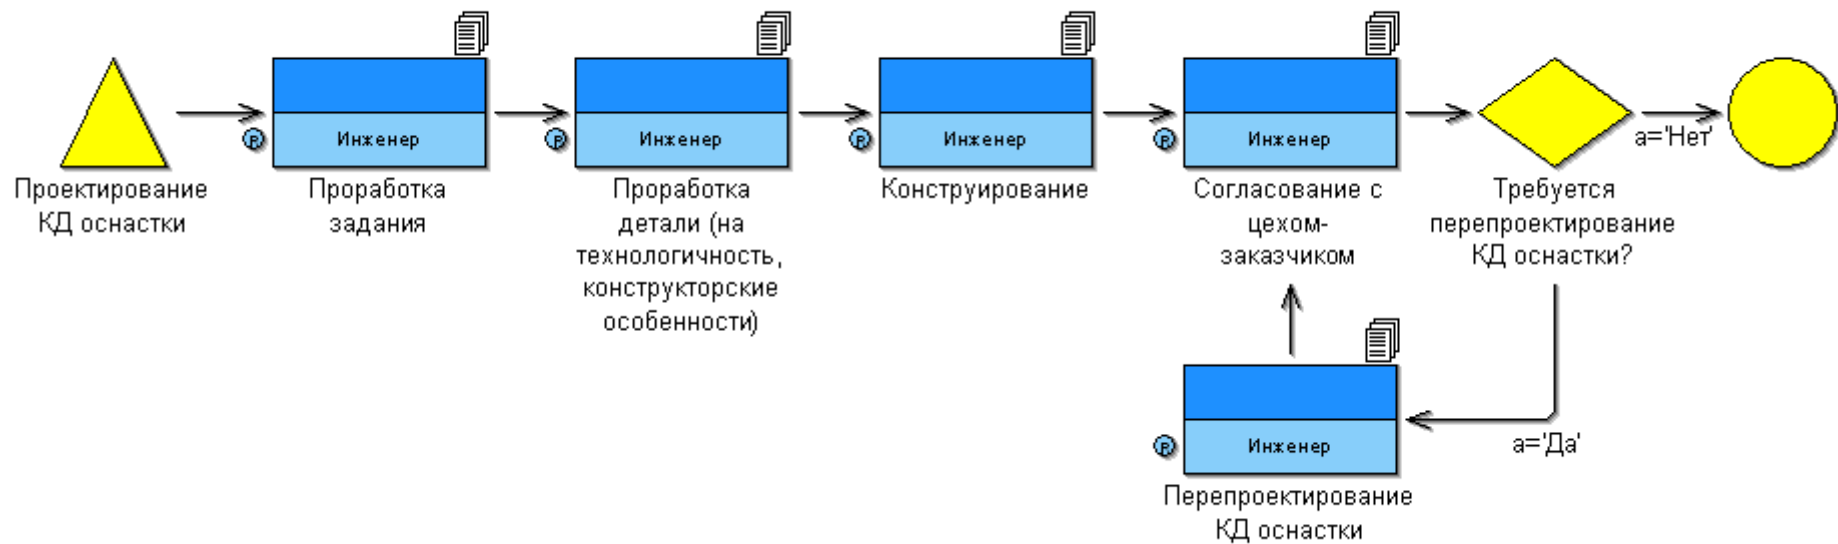 Инженер
Инженер
Инженер
Инженер
a='Нет'
Проектирование
КД оснастки
Проработка
задания
Проработка
детали (на
технологичность,
конструкторские
особенности)
Конструирование
Согласование с
цехом-
заказчиком
Требуется
перепроектирование
КД оснастки?
P
P
P
P
P
Инженер
a='Да'
Перепроектирование
КД оснастки